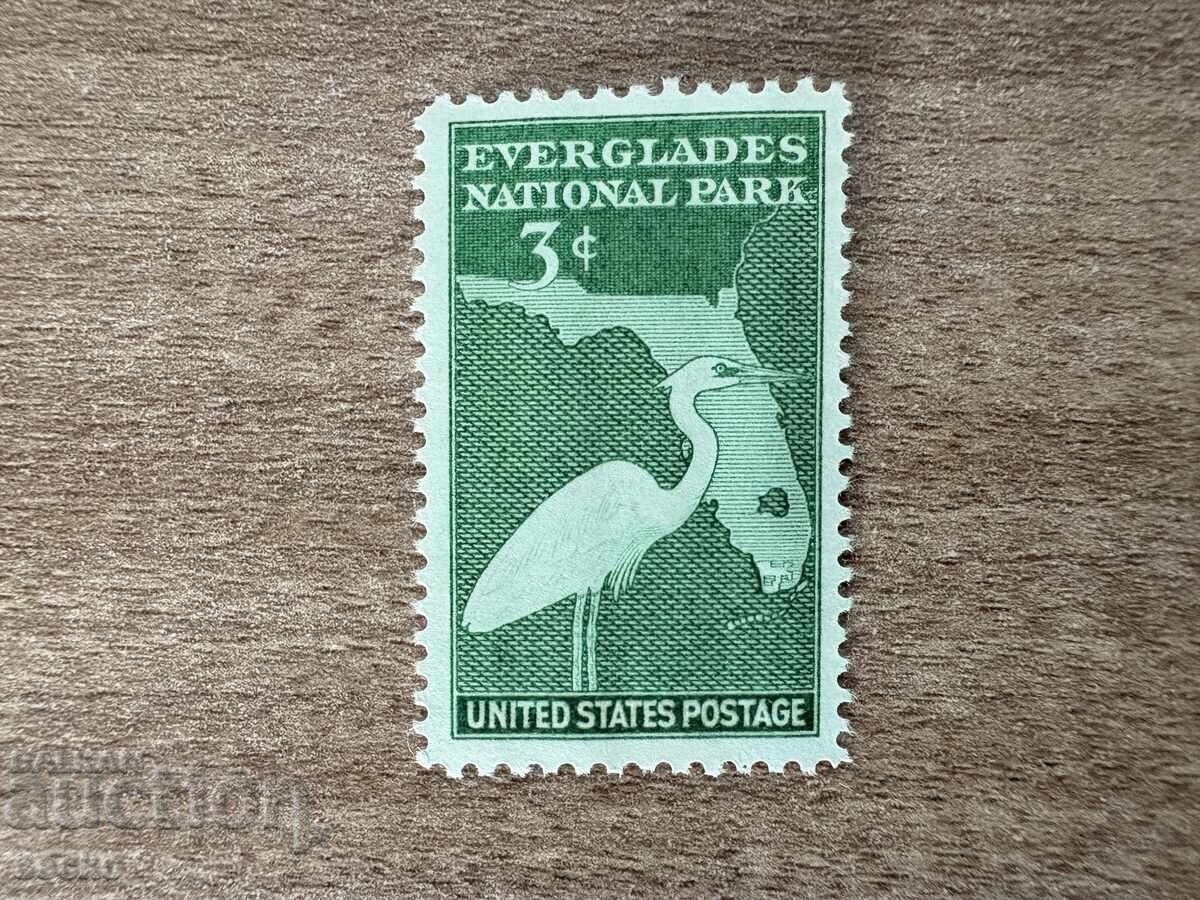 EVERGLADES
NATIONAL PARK
3¢
UNITED STATES POSTAGE
BALKAN
auction